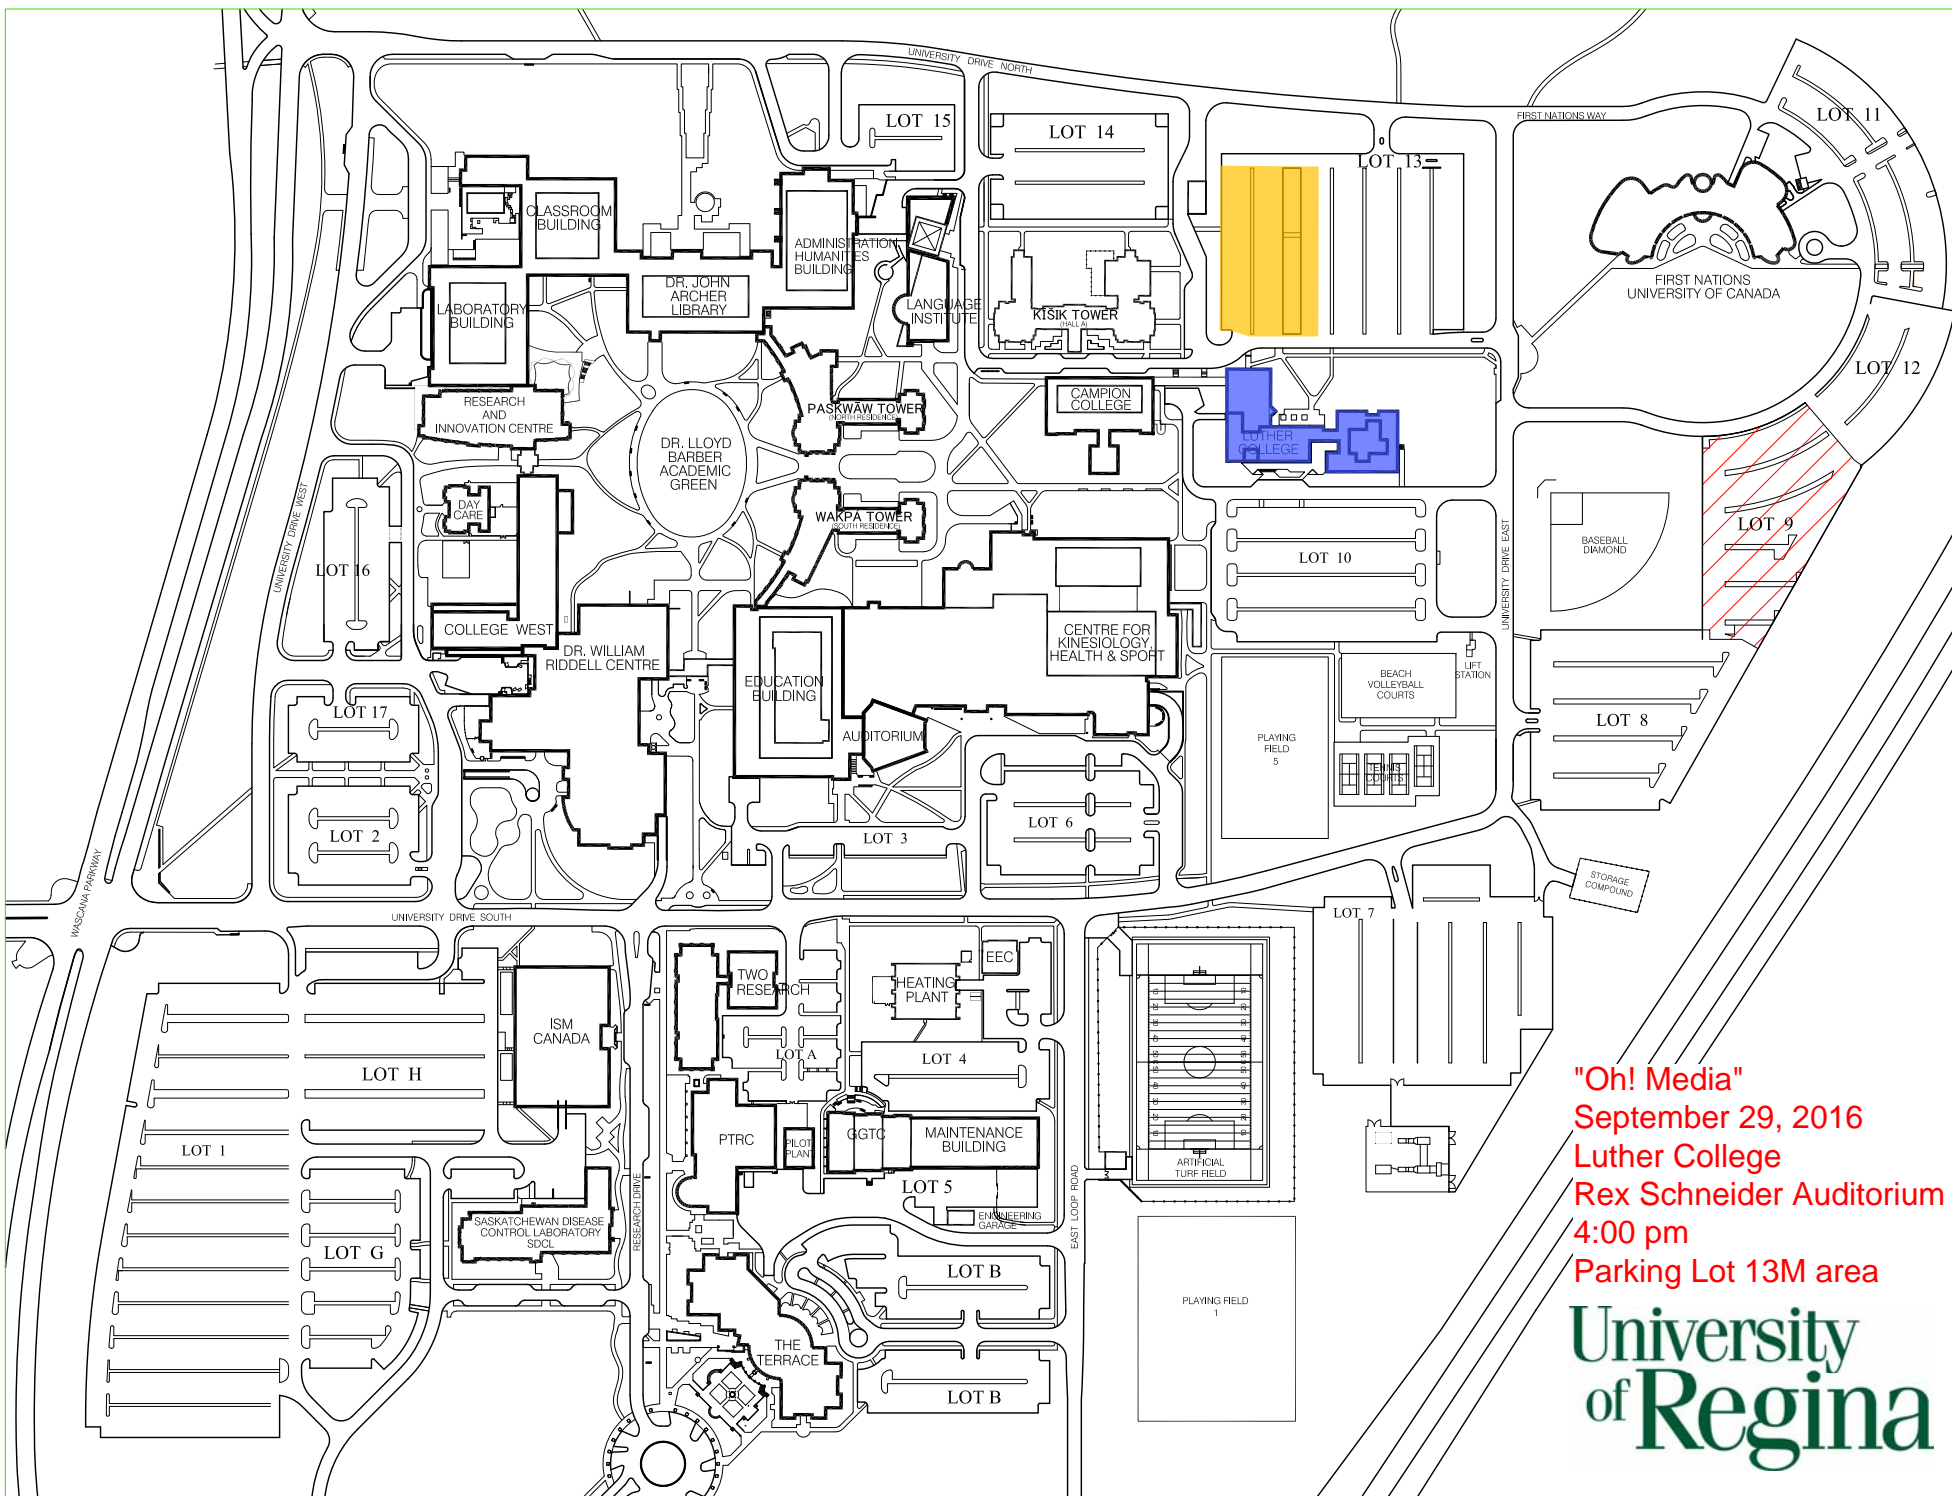 UNIVERSITY DRIVE NORTH
FIRST NATIONS WAY
LOT 11
LOT 15
LOT 14
LOT 13
CLASSROOM
BUILDING
ADMINISTRATION
HUMANITIES
BUILDING
DR. JOHN
ARCHER
LIBRARY
LABORATORY
BUILDING
LANGUAGE
INSTITUTE
KĪSIK TOWER
(HALL A)
FIRST NATIONS
UNIVERSITY OF CANADA
LOT 12
RESEARCH
AND
INNOVATION CENTRE
PASKWĀW TOWER
(NORTH RESIDENCE)
CAMPION
COLLEGE
LUTHER
COLLEGE
DR. LLOYD
BARBER
ACADEMIC
GREEN
DAY
CARE
WAKPĀ TOWER
(SOUTH RESIDENCE)
UNIVERSITY DRIVE WEST
LOT 16
LOT 10
UNIVERSITY DRIVE EAST
BASEBALL
DIAMOND
LOT 9
COLLEGE WEST
DR. WILLIAM
RIDDELL CENTRE
CENTRE FOR
KINESIOLOGY,
HEALTH & SPORT
EDUCATION
BUILDING
AUDITORIUM
BEACH
VOLLEYBALL
COURTS
LIFT
STATION
LOT 17
LOT 8
PLAYING
FIELD
5
TENNIS
COURTS
LOT 2
LOT 3
LOT 6
WASCANA PARKWAY
STORAGE
COMPOUND
UNIVERSITY DRIVE SOUTH
LOT 7
TWO
RESEARCH
HEATING
PLANT
EEC
ISM
CANADA
LOT A
LOT 4
LOT H
LOT 1
PTRC
PILOT
PLANT
GGTC
MAINTENANCE
BUILDING
ARTIFICIAL
TURF FIELD
LOT 5
ENGINEERING
GARAGE
EAST LOOP ROAD
RESEARCH DRIVE
SASKATCHEWAN DISEASE
CONTROL LABORATORY
SDCL
LOT G
LOT B
THE
TERRACE
LOT B
PLAYING FIELD
1
"Oh! Media"
September 29, 2016
Luther College
Rex Schneider Auditorium
4:00 pm
Parking Lot 13M area
University
of Regina